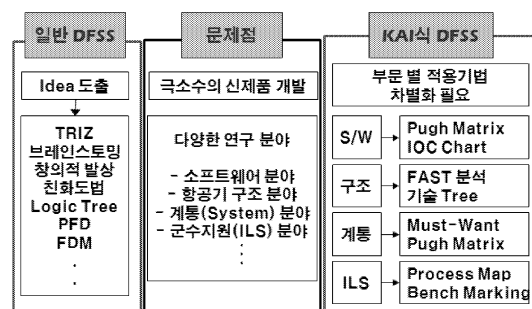 일반 DFSS
Idea 도출
TRIZ
브레인스토밍
창의적 발상
친화도법
Logic Tree
PFD
FDM
.
.
문제점
극소수의 신제품 개발
다양한 연구 분야
- 소프트웨어 분야
- 항공기 구조 분야
- 계통(System) 분야
- 군수지원(ILS) 분야
.
.
KAI식 DFSS
부문 별 적용기법
차별화 필요
S/W
Pugh Matrix
IOC Chart
구조
FAST 분석
기술 Tree
계통
Must-Want
Pugh Matrix
ILS
Process Map
Bench Marking